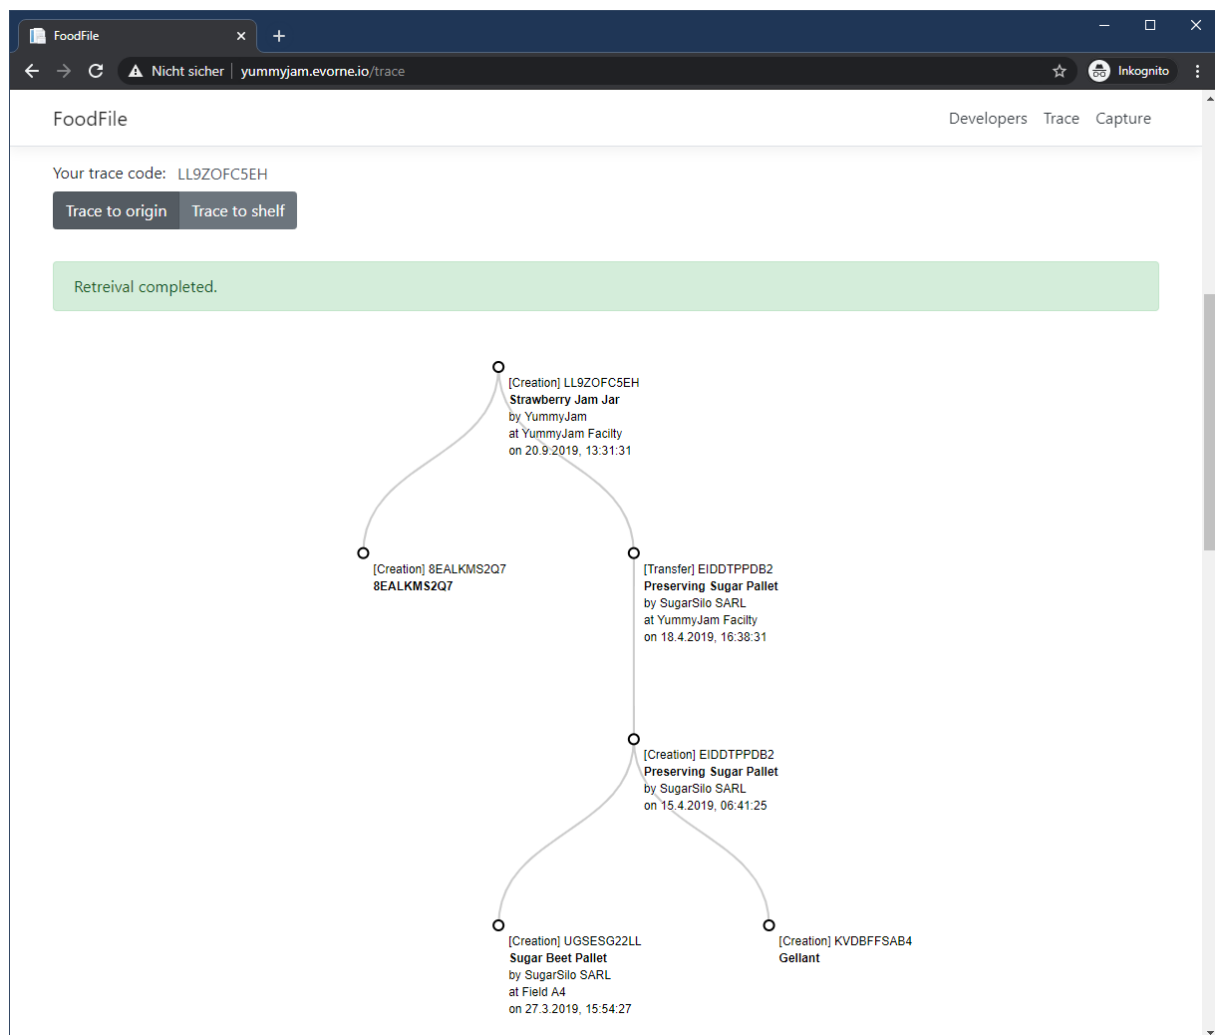 FoodFile
Nicht sicher yummyjam.evorne.io/trace
Inkognito
FoodFile
Developers Trace Capture
Your trace code: LL9ZOFC5EH
Trace to origin Trace to shelf
Retreival completed.
[Creation] LL9ZOFC5EH
Strawberry Jam Jar
by YummyJam
at YummyJam Facilty
on 20.9.2019, 13:31:31
[Creation] 8EALKMS2Q7
8EALKMS2Q7
[Transfer] EIDDTPPDB2
Preserving Sugar Pallet
by SugarSilo SARL
at YummyJam Facilty
on 18.4.2019, 16:38:31
[Creation] EIDDTPPDB2
Preserving Sugar Pallet
by SugarSilo SARL
on 15.4.2019, 06:41:25
[Creation] UGSESG22LL
Sugar Beet Pallet
by SugarSilo SARL
at Field A4
on 27.3.2019, 15:54:27
[Creation] KVDBFFSAB4
Gellant